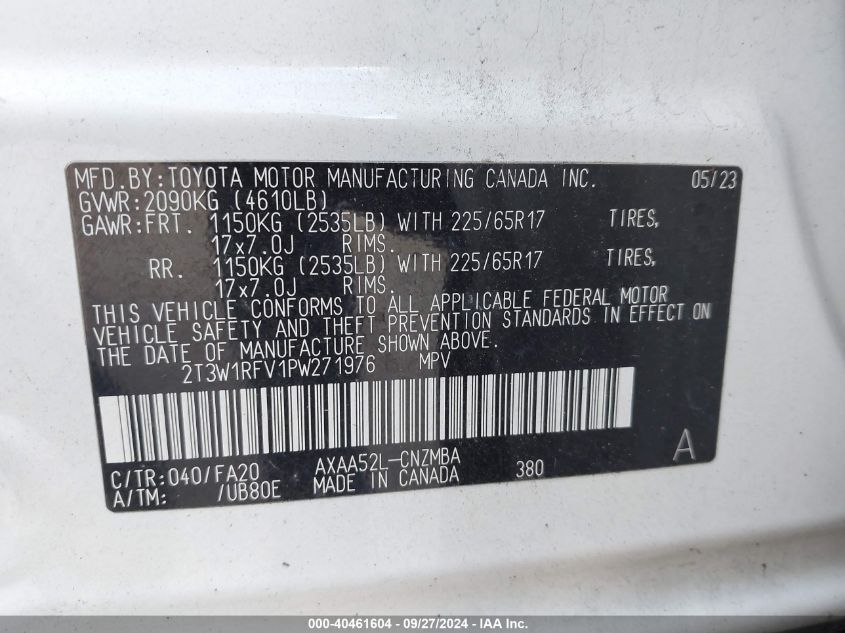 MFD.BY:TOYOTA MOTOR MANUFACTURING CANADA INC. 05/23
GVWR:2090KG (4610LB)
GAWR:FRT. 1150KG (2535LB) WITH 225/65R17 TIRES,
17x7.0J RIMS.
RR. 1150KG (2535LB) WITH 225/65R17 TIRES,
17x7.0J RIMS.
THIS VEHICLE CONFORMS TO ALL APPLICABLE FEDERAL MOTOR
VEHICLE SAFETY AND THEFT PREVENTION STANDARDS IN EFFECT ON
THE DATE OF MANUFACTURE SHOWN ABOVE.
2T3W1RFV1PW271976 MPV
C/TR:040/FA20 AXAA52L-CNZMBA 380 A
A/TM: /UB80E MADE IN CANADA
000-40461604 - 09/27/2024 - IAA Inc.